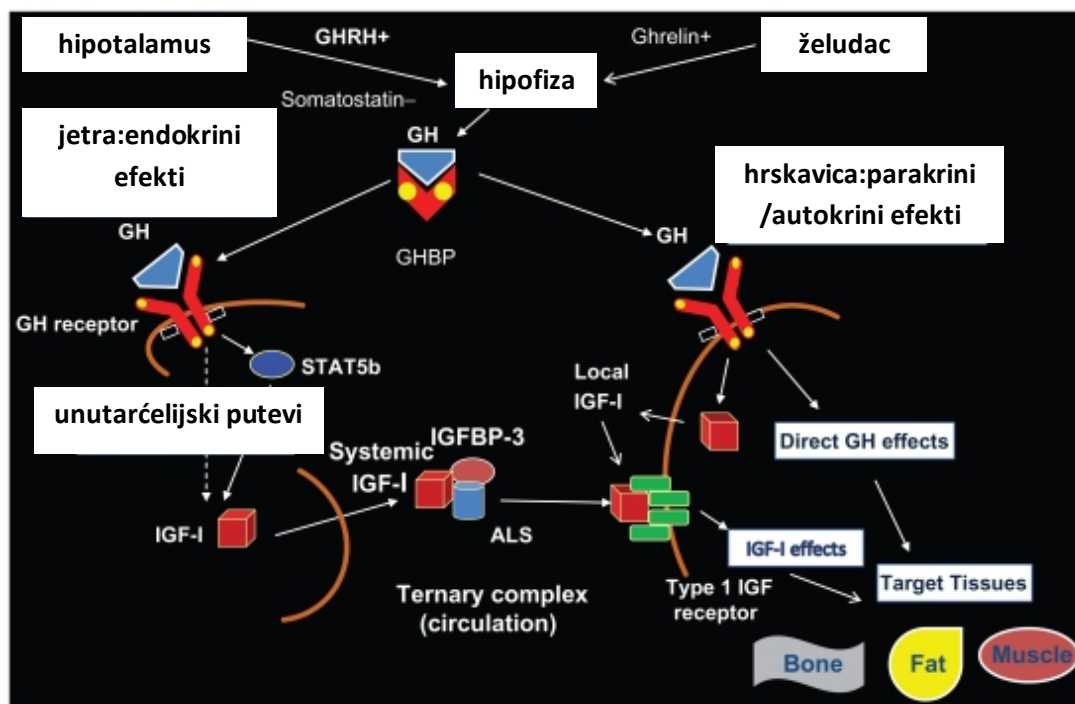 hipotalamus
GHRH+
Ghrelin+
želudac
hipofiza
Somatostatin–
GH
jetra:endokrini
efekti
hrskavica:parakrini
/autokrini efekti
GHBP
GH
GH
GH receptor
STAT5b
unutarćelijski putevi
Local
IGF-I
Direct GH effects
Systemic
IGF-I
IGFBP-3
ALS
IGF-I
IGF-I effects
Type 1 IGF
receptor
Target Tissues
Ternary complex
(circulation)
Bone
Fat
Muscle